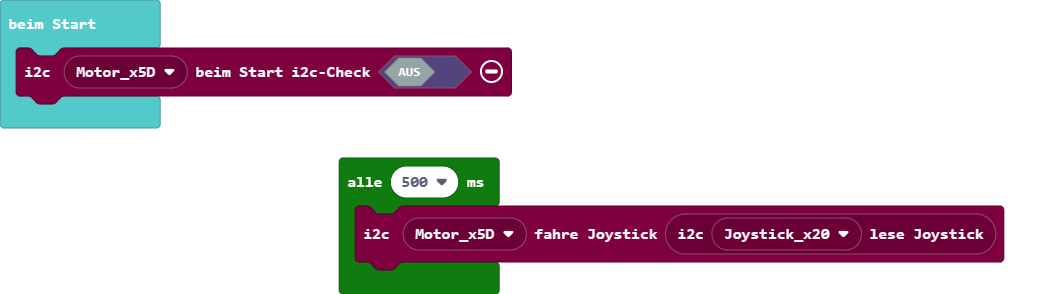 beim Start
i2c Motor_x5D beim Start i2c-Check AUS
alle 500 ms
i2c Motor_x5D fahre Joystick i2c Joystick_x20 lese Joystick